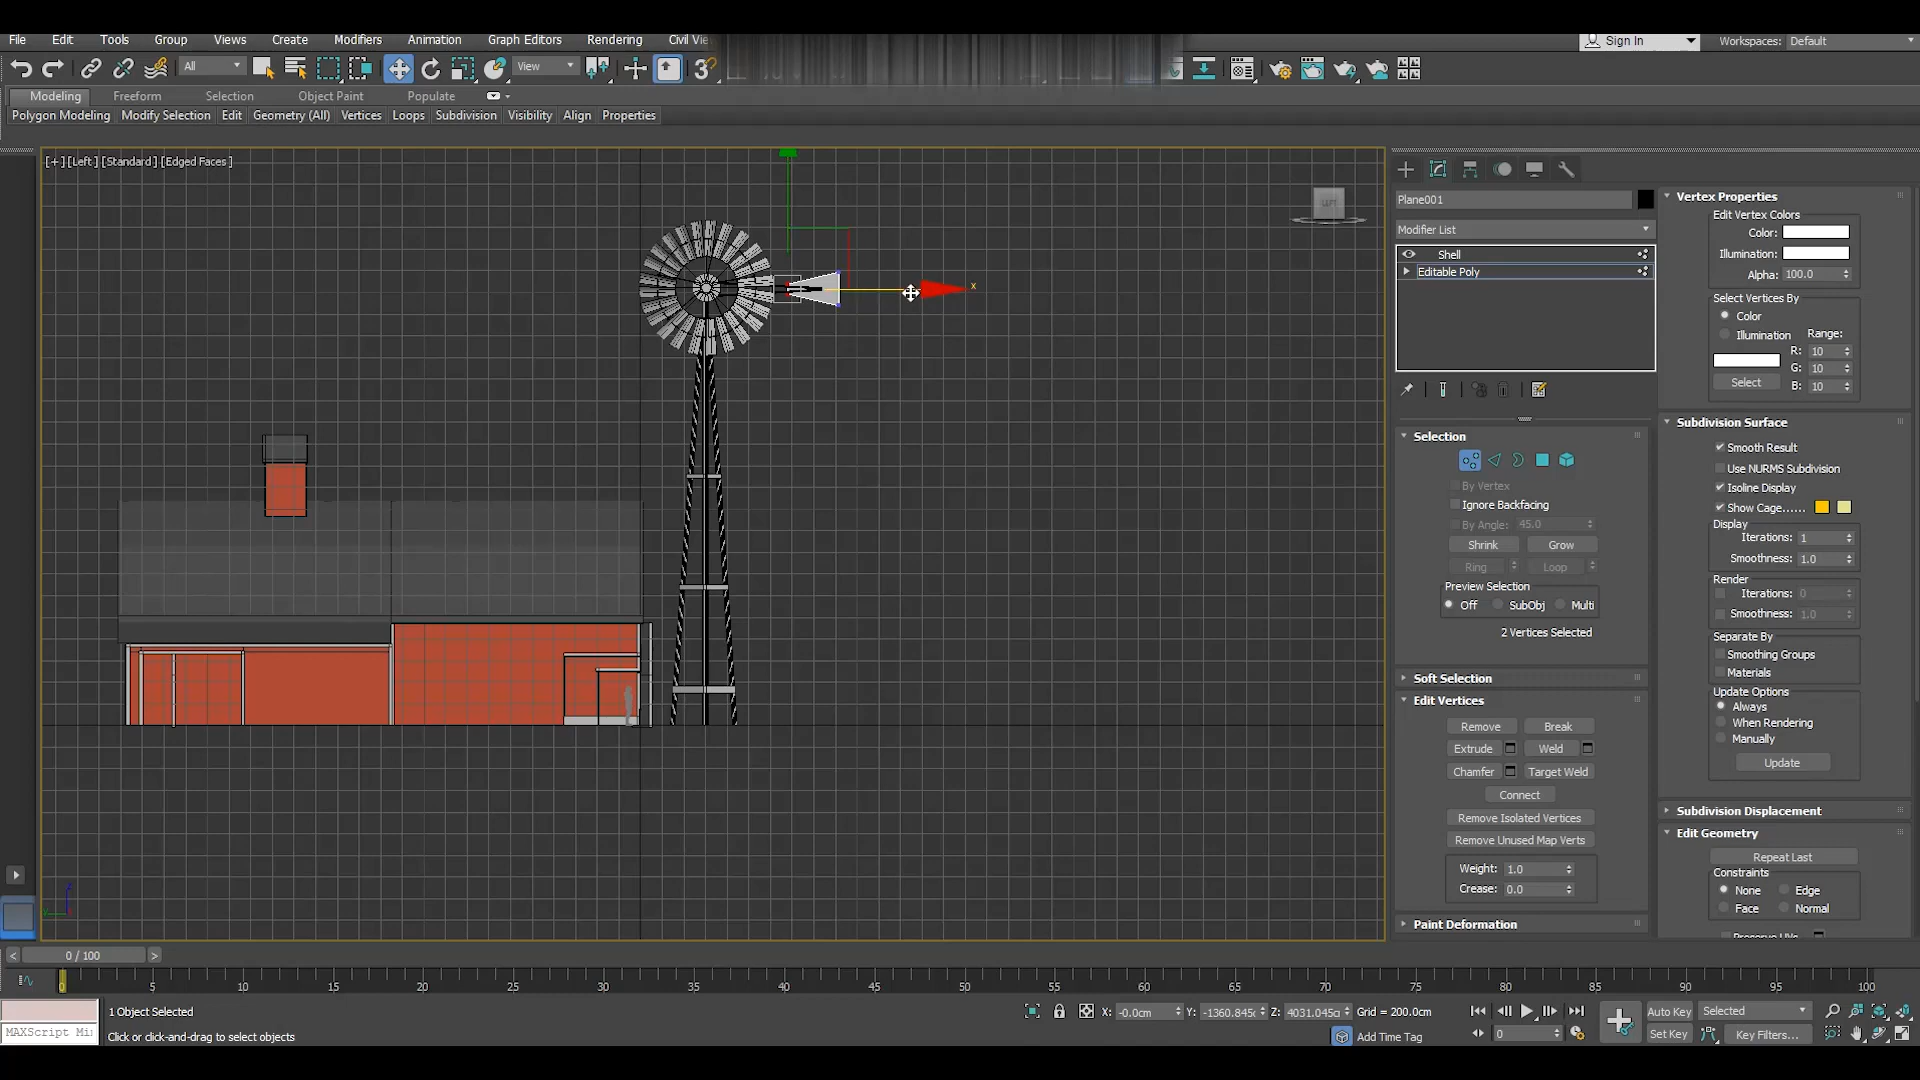 File Edit Tools Group Views Create Modifiers Animation Graph Editors Rendering Civil Vi
Sign In Workspaces: Default
All View
Modeling Freeform Selection Object Paint Populate
Polygon Modeling Modify Selection Edit Geometry (All) Vertices Loops Subdivision Visibility Align Properties
[+] [Left] [Standard] [Edged Faces]
x
Plane001
Modifier List
Shell
Editable Poly
Selection
By Vertex
Ignore Backfacing
By Angle: 45.0
Shrink Grow
Ring Loop
Preview Selection
Off SubObj Multi
2 Vertices Selected
Soft Selection
Edit Vertices
Remove Break
Extrude Weld
Chamfer Target Weld
Connect
Remove Isolated Vertices
Remove Unused Map Verts
Weight: 1.0
Crease: 0.0
Paint Deformation
Vertex Properties
Edit Vertex Colors
Color:
Illumination:
Alpha: 100.0
Select Vertices By
Color
Illumination Range:
R: 10
G: 10
Select B: 10
Subdivision Surface
Smooth Result
Use NURMS Subdivision
Isoline Display
Show Cage......
Display
Iterations: 1
Smoothness: 1.0
Render
Iterations: 0
Smoothness: 1.0
Separate By
Smoothing Groups
Materials
Update Options
Always
When Rendering
Manually
Update
Subdivision Displacement
Edit Geometry
Repeat Last
Constraints
None Edge
Face Normal
Preserve UVs
< 0 / 100 >
0 5 10 15 20 25 30 35 40 45 50 55 60 65 70 75 80 85 90 95 100
1 Object Selected
X: -0.0cm Y: -1360.845c Z: 4031.045c Grid = 200.0cm
Auto Key Selected
MAXScript Mi
Click or click-and-drag to select objects
Add Time Tag
0
Set Key Key Filters...